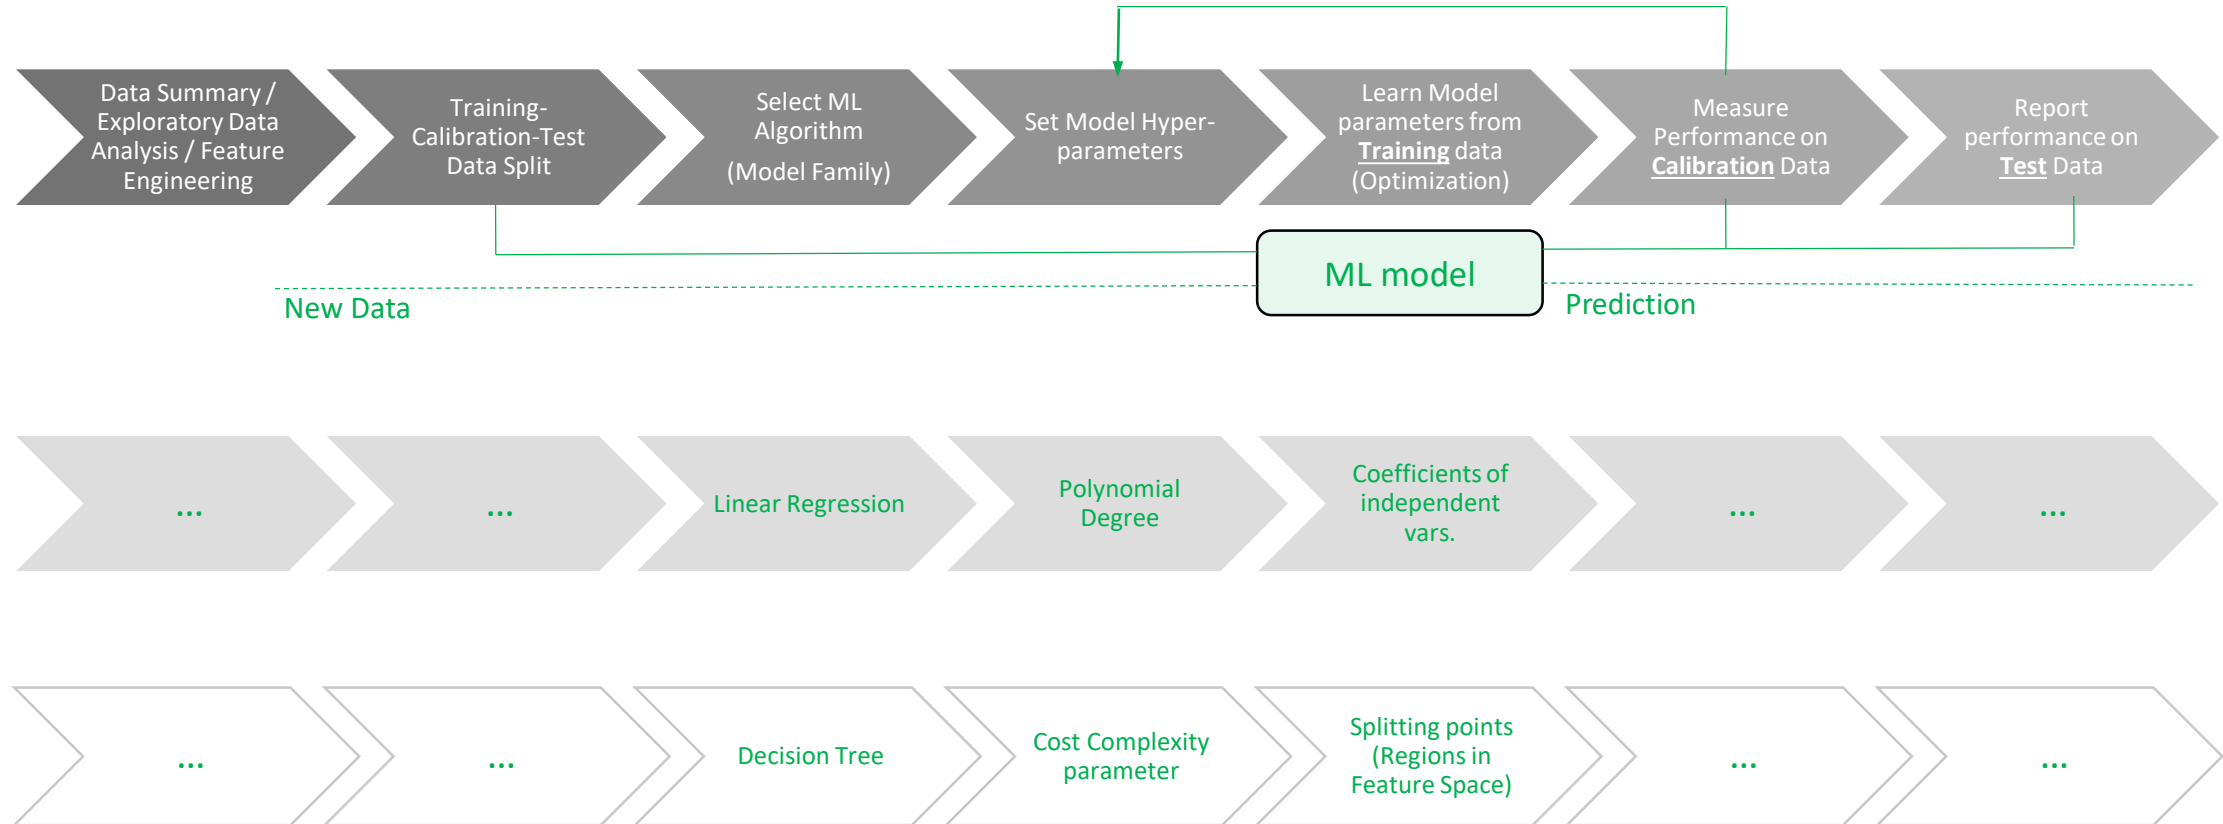 Data Summary /
Exploratory Data
Analysis / Feature
Engineering
Training-
Calibration-Test
Data Split
Select ML
Algorithm
(Model Family)
Set Model Hyper-
parameters
Learn Model
parameters from
Training data
(Optimization)
Measure
Performance on
Calibration Data
Report
performance on
Test Data
ML model
New Data
Prediction
...
...
Linear Regression
Polynomial
Degree
Coefficients of
independent
vars.
...
...
...
...
Decision Tree
Cost Complexity
parameter
Splitting points
(Regions in
Feature Space)
...
...